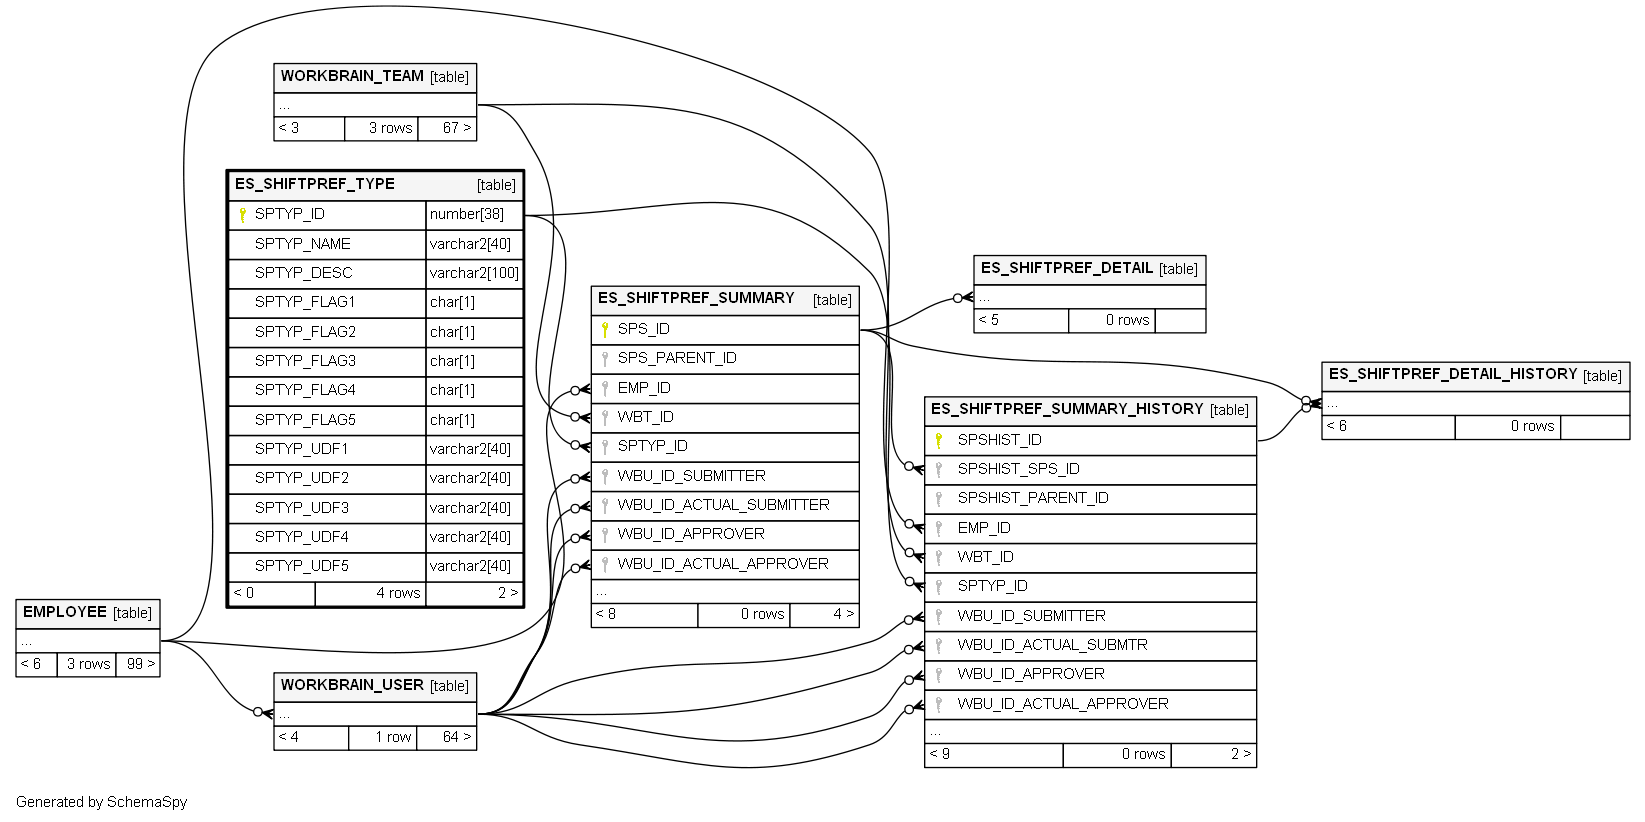 WORKBRAIN_TEAM [table]
...
< 3 3 rows 67 >
ES_SHIFTPREF_TYPE [table]
SPTYP_ID number[38]
SPTYP_NAME varchar2[40]
SPTYP_DESC varchar2[100]
SPTYP_FLAG1 char[1]
SPTYP_FLAG2 char[1]
SPTYP_FLAG3 char[1]
SPTYP_FLAG4 char[1]
SPTYP_FLAG5 char[1]
SPTYP_UDF1 varchar2[40]
SPTYP_UDF2 varchar2[40]
SPTYP_UDF3 varchar2[40]
SPTYP_UDF4 varchar2[40]
SPTYP_UDF5 varchar2[40]
< 0 4 rows 2 >
EMPLOYEE [table]
...
< 6 3 rows 99 >
WORKBRAIN_USER [table]
...
< 4 1 row 64 >
ES_SHIFTPREF_SUMMARY [table]
SPS_ID
SPS_PARENT_ID
EMP_ID
WBT_ID
SPTYP_ID
WBU_ID_SUBMITTER
WBU_ID_ACTUAL_SUBMITTER
WBU_ID_APPROVER
WBU_ID_ACTUAL_APPROVER
...
< 8 0 rows 4 >
ES_SHIFTPREF_DETAIL [table]
...
< 5 0 rows
ES_SHIFTPREF_SUMMARY_HISTORY [table]
SPSHIST_ID
SPSHIST_SPS_ID
SPSHIST_PARENT_ID
EMP_ID
WBT_ID
SPTYP_ID
WBU_ID_SUBMITTER
WBU_ID_ACTUAL_SUBMTR
WBU_ID_APPROVER
WBU_ID_ACTUAL_APPROVER
...
< 9 0 rows 2 >
ES_SHIFTPREF_DETAIL_HISTORY [table]
...
< 6 0 rows
Generated by SchemaSpy